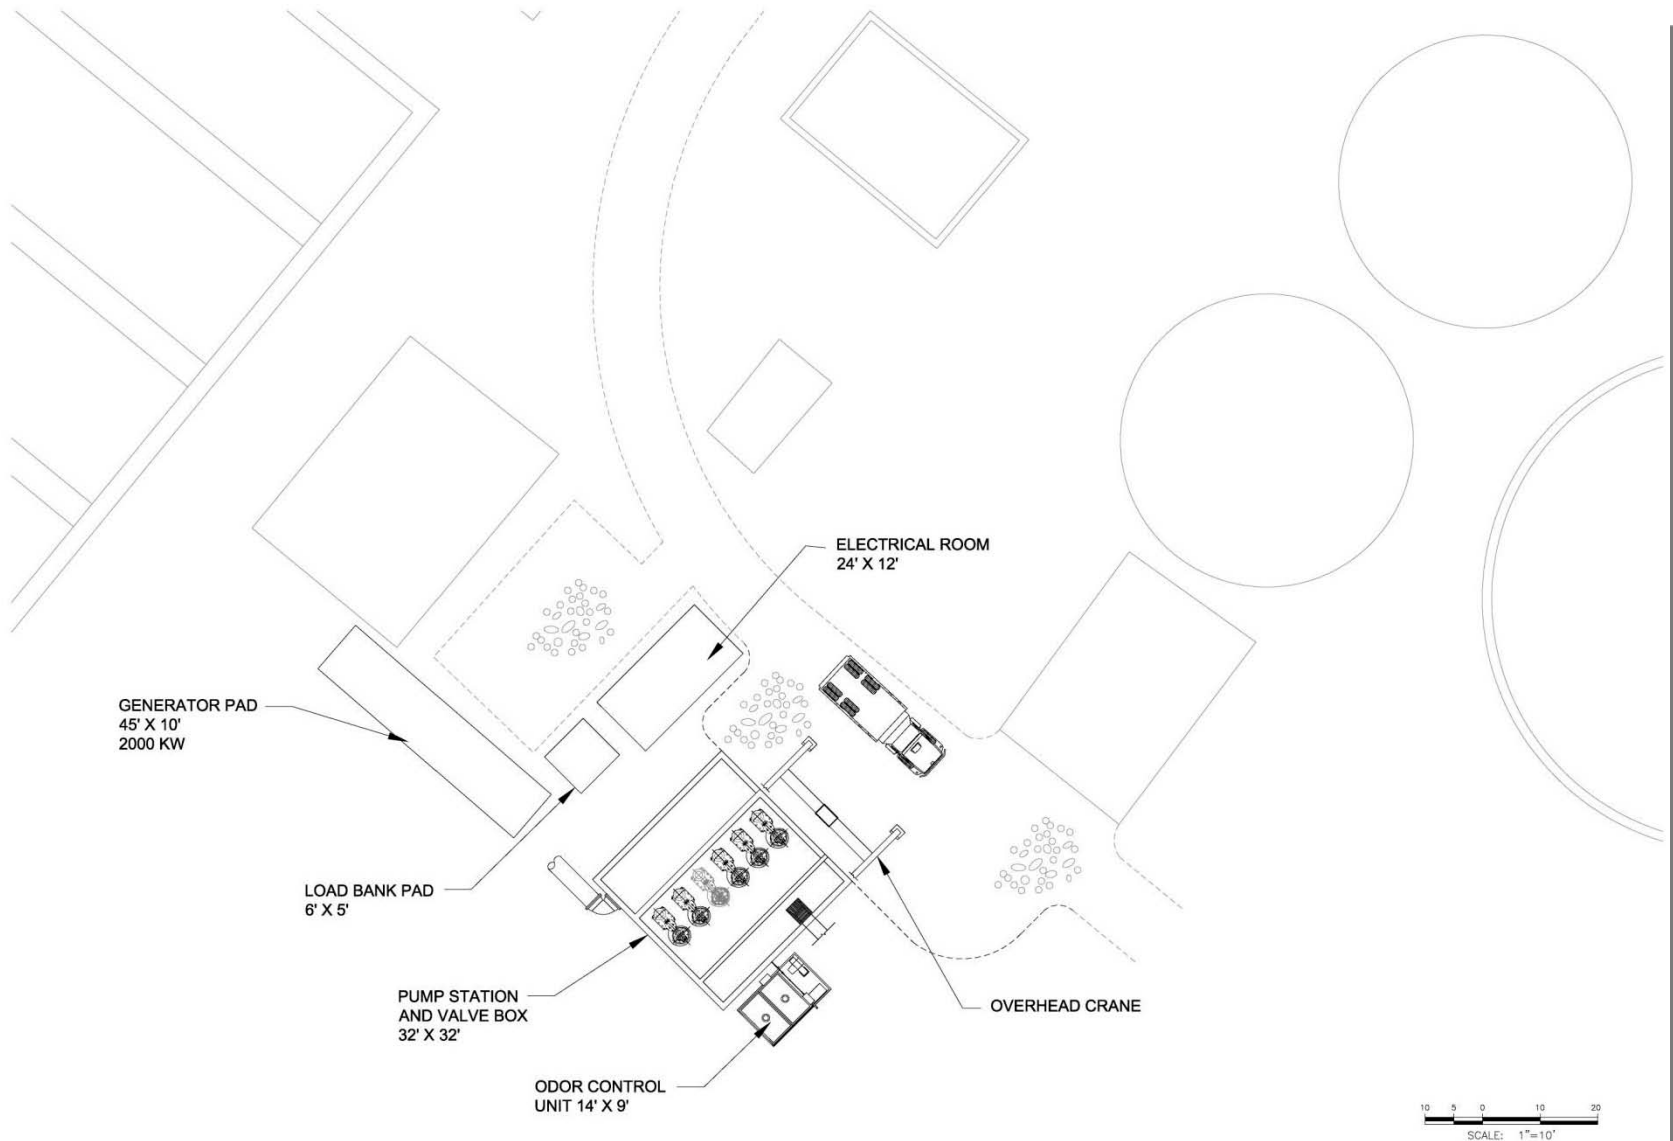 ELECTRICAL ROOM
24' X 12'
GENERATOR PAD
45' X 10'
2000 KW
LOAD BANK PAD
6' X 5'
PUMP STATION
AND VALVE BOX
32' X 32'
OVERHEAD CRANE
ODOR CONTROL
UNIT 14' X 9'
10 5 0 10 20
SCALE: 1"=10'